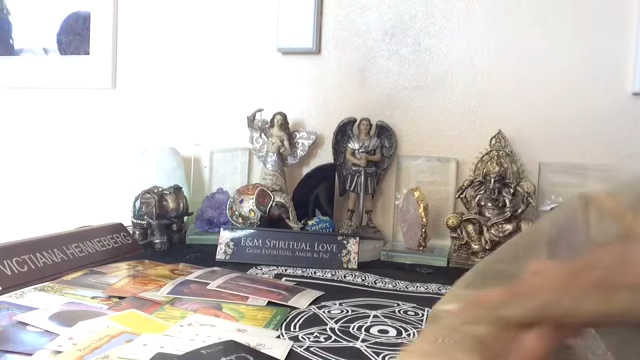 VICTIANA HENNEBERG
E&M SPIRITUAL LOVE
GUIA ESPIRITUAL, AMOR & PAZ